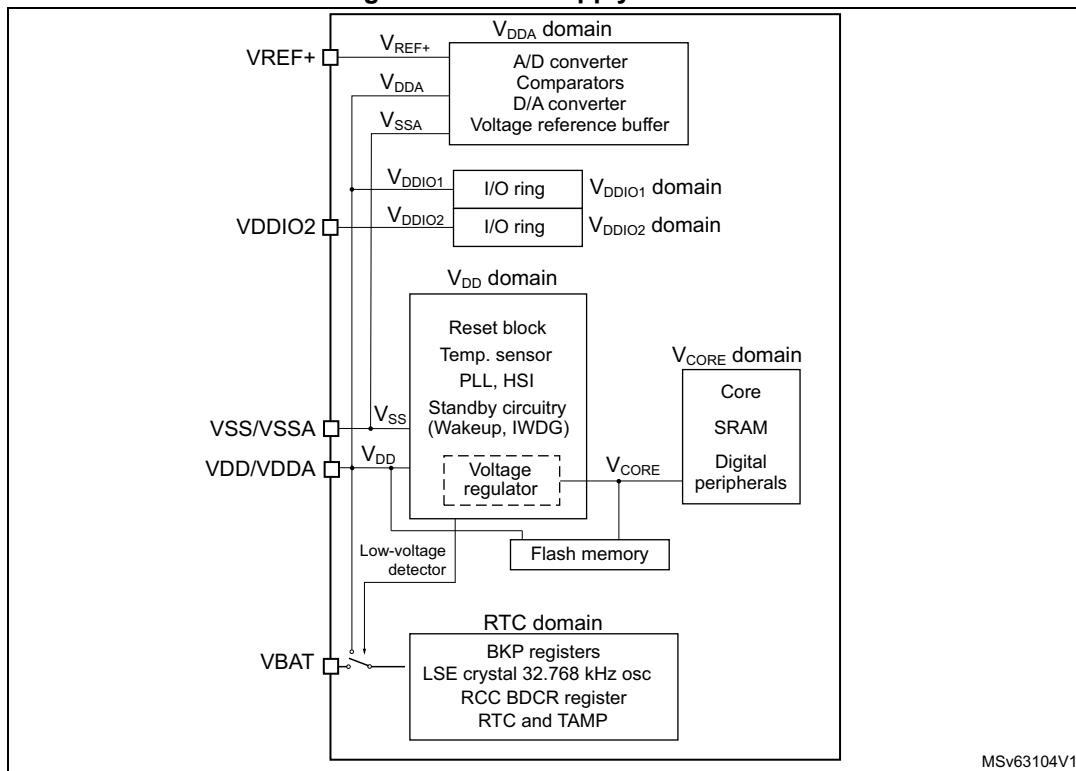 VDDA domain
VREF+
VREF+
A/D converter
Comparators
D/A converter
Voltage reference buffer
VDDA
VSSA
VDDIO1
I/O ring
VDDIO1 domain
VDDIO2
VDDIO2
I/O ring
VDDIO2 domain
VDD domain
Reset block
Temp. sensor
PLL, HSI
Standby circuitry
(Wakeup, IWDG)
Voltage
regulator
VSS/VSSA
VSS
VDD/VDDA
VDD
VCORE
VCORE domain
Core
SRAM
Digital
peripherals
Flash memory
Low-voltage
detector
RTC domain
VBAT
BKP registers
LSE crystal 32.768 kHz osc
RCC BDCR register
RTC and TAMP
MSv63104V1